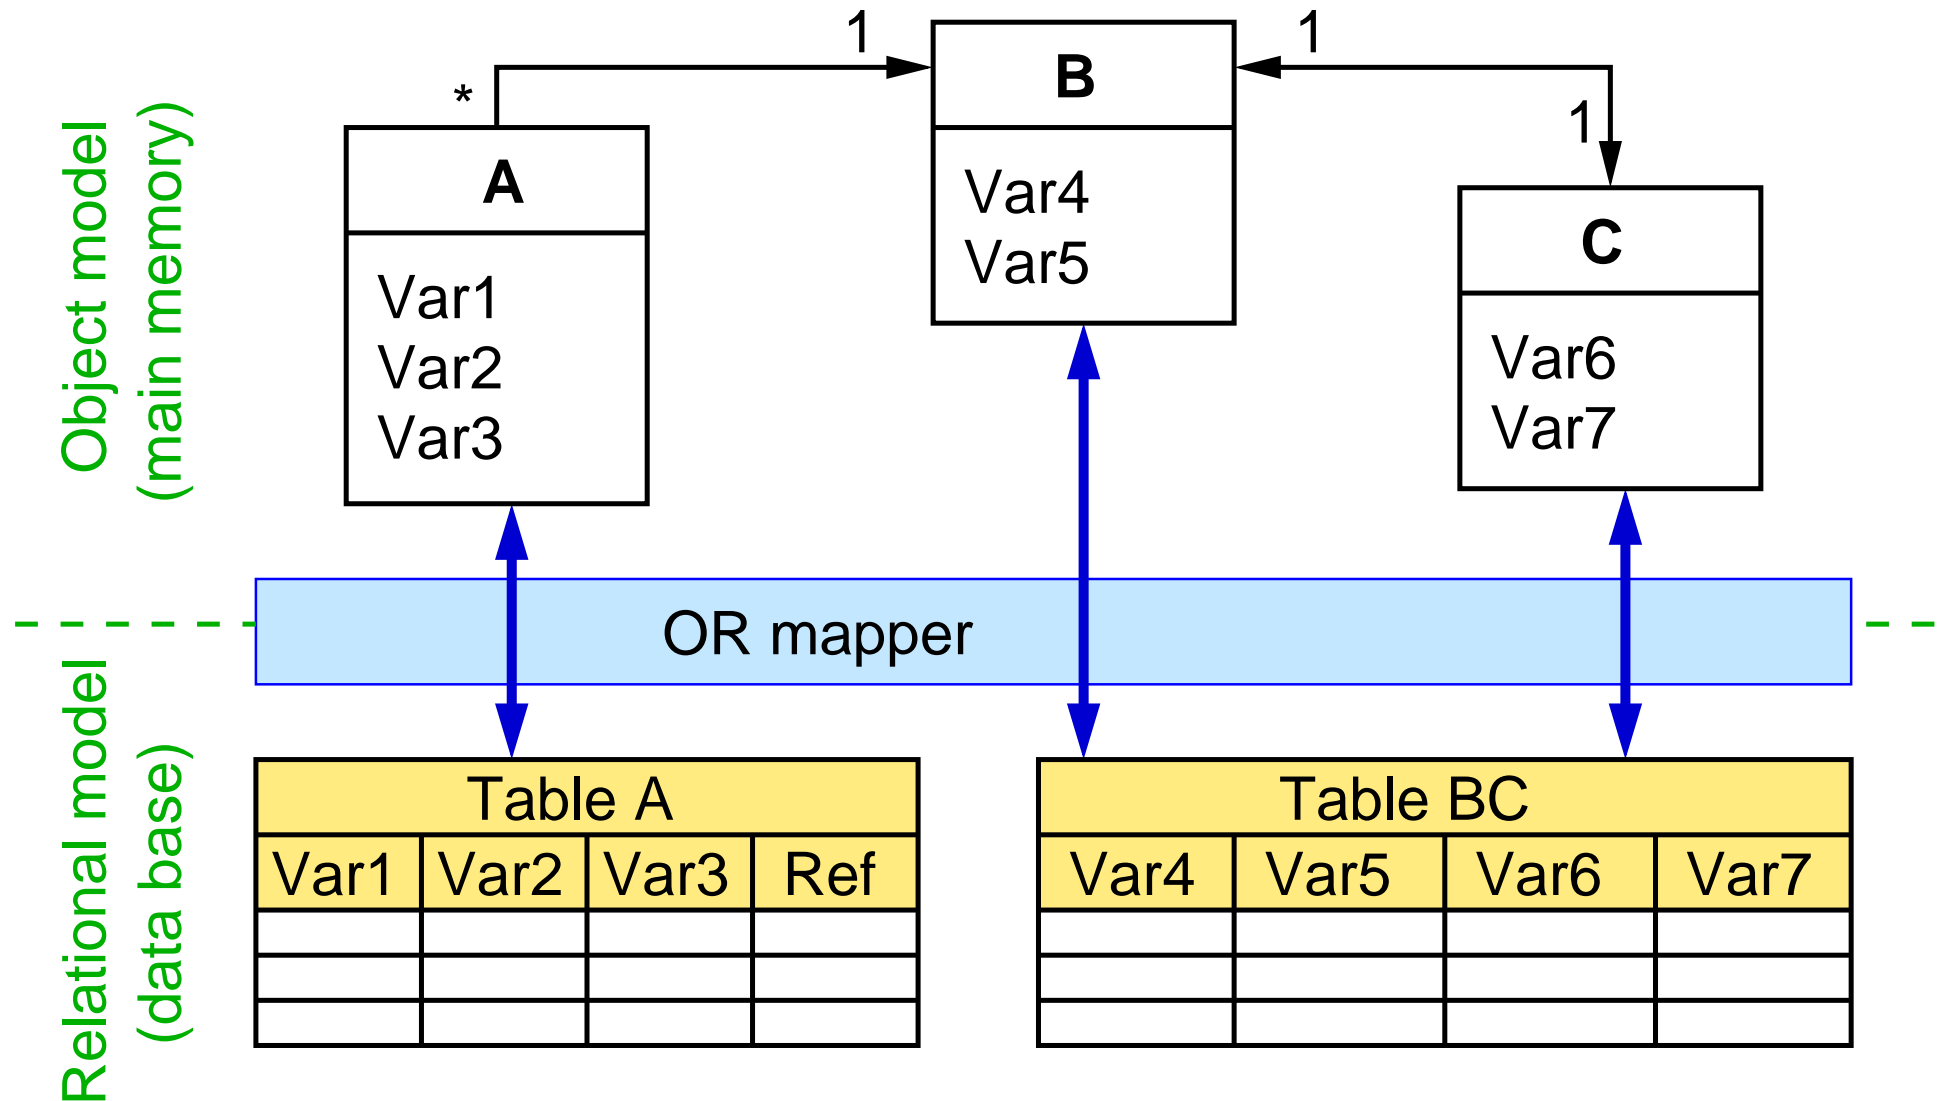 Object model
(main memory)
*
1
1
1
A
Var1
Var2
Var3
B
Var4
Var5
C
Var6
Var7
OR mapper
Relational model
(data base)
Table A
Var1 Var2 Var3 Ref
Table BC
Var4 Var5 Var6 Var7